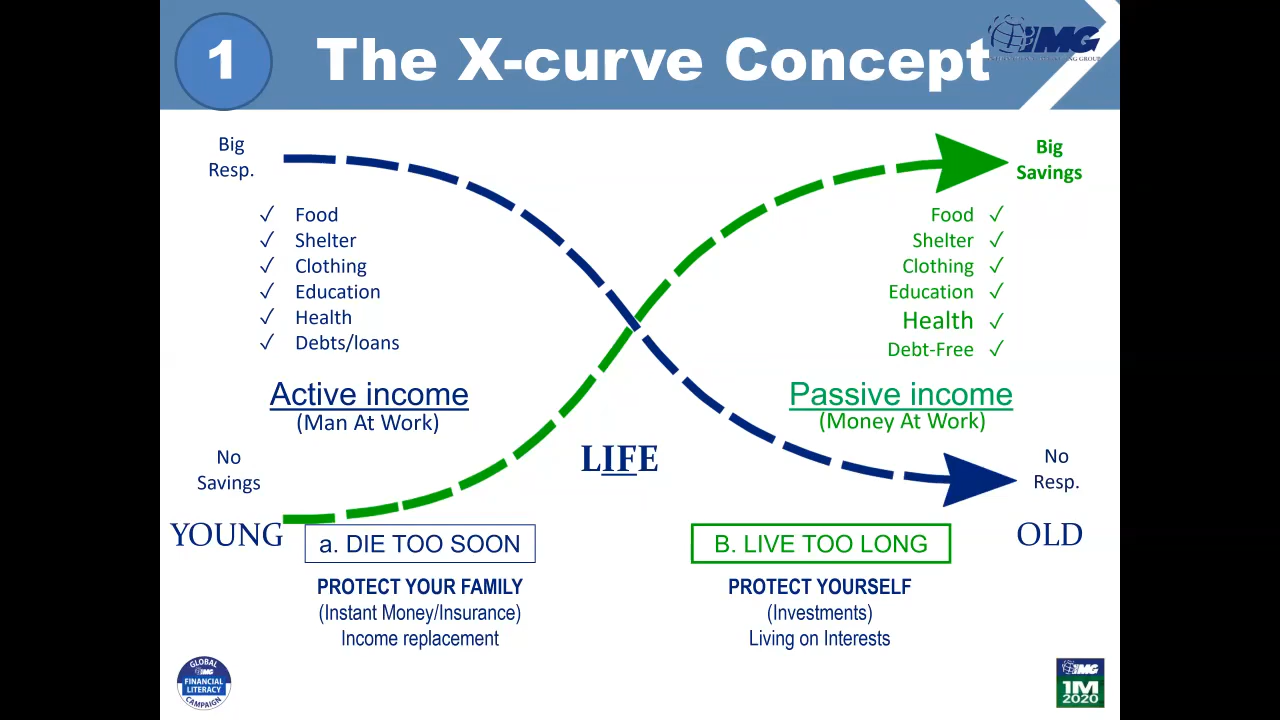 1
The X-curve Concept
IMG
Big
Resp.
✓ Food
✓ Shelter
✓ Clothing
✓ Education
✓ Health
✓ Debts/loans
Active income
(Man At Work)
No
Savings
YOUNG
Big
Savings
Food ✓
Shelter ✓
Clothing ✓
Education ✓
Health ✓
Debt-Free ✓
Passive income
(Money At Work)
No
Resp.
OLD
LIFE
a. DIE TOO SOON
PROTECT YOUR FAMILY
(Instant Money/Insurance)
Income replacement
B. LIVE TOO LONG
PROTECT YOURSELF
(Investments)
Living on Interests
GLOBAL
IMG
FINANCIAL
LITERACY
CAMPAIGN
IMG
1M
2020